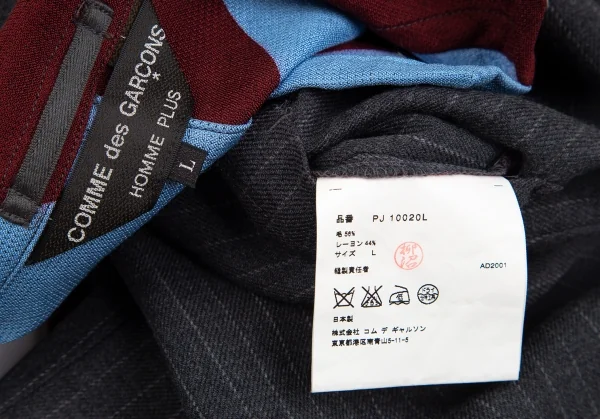 COMME des GARÇONS
*
HOMME PLUS
L
品番 PJ 10020L
毛 56%
レーヨン 44%
サイズ L
縫製責任者
AD2001
日本製
株式会社 コム デ ギャルソン
東京都港区南青山5-11-5